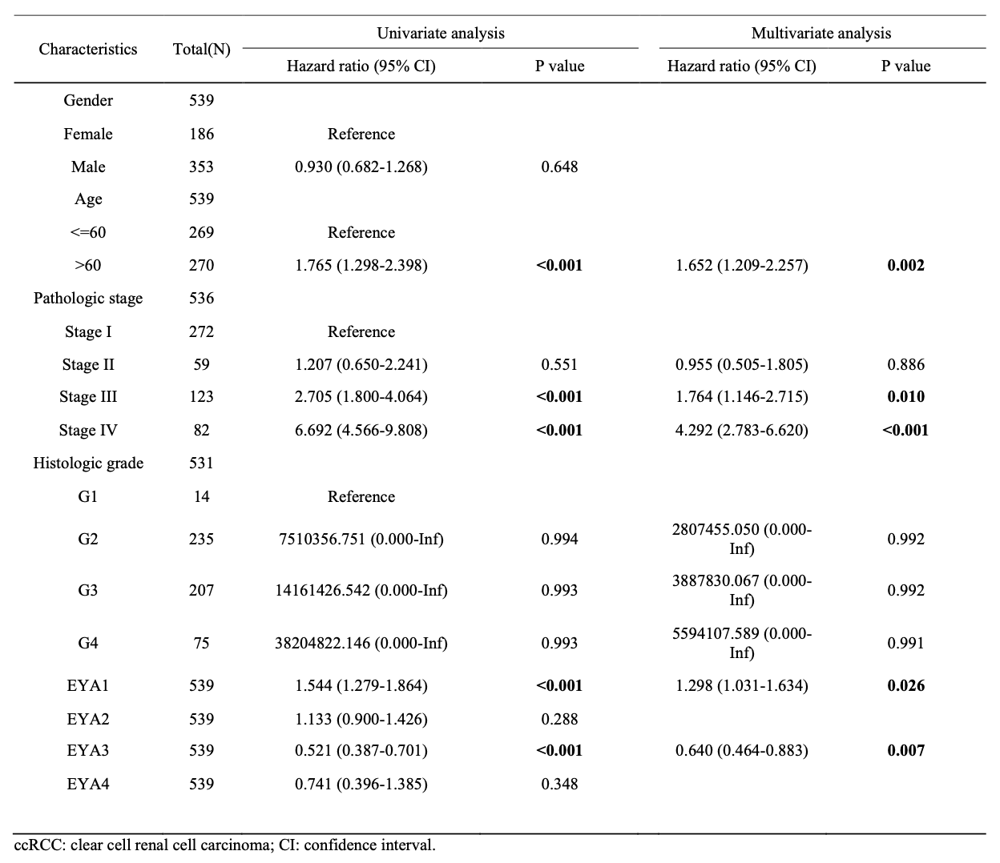 Characteristics Total(N) Univariate analysis Multivariate analysis
Hazard ratio (95% CI) P value Hazard ratio (95% CI) P value
Gender 539
Female 186 Reference
Male 353 0.930 (0.682-1.268) 0.648
Age 539
<=60 269 Reference
>60 270 1.765 (1.298-2.398) <0.001 1.652 (1.209-2.257) 0.002
Pathologic stage 536
Stage I 272 Reference
Stage II 59 1.207 (0.650-2.241) 0.551 0.955 (0.505-1.805) 0.886
Stage III 123 2.705 (1.800-4.064) <0.001 1.764 (1.146-2.715) 0.010
Stage IV 82 6.692 (4.566-9.808) <0.001 4.292 (2.783-6.620) <0.001
Histologic grade 531
G1 14 Reference
G2 235 7510356.751 (0.000-Inf) 0.994 2807455.050 (0.000-
Inf) 0.992
G3 207 14161426.542 (0.000-Inf) 0.993 3887830.067 (0.000-
Inf) 0.992
G4 75 38204822.146 (0.000-Inf) 0.993 5594107.589 (0.000-
Inf) 0.991
EYA1 539 1.544 (1.279-1.864) <0.001 1.298 (1.031-1.634) 0.026
EYA2 539 1.133 (0.900-1.426) 0.288
EYA3 539 0.521 (0.387-0.701) <0.001 0.640 (0.464-0.883) 0.007
EYA4 539 0.741 (0.396-1.385) 0.348
ccRCC: clear cell renal cell carcinoma; CI: confidence interval.